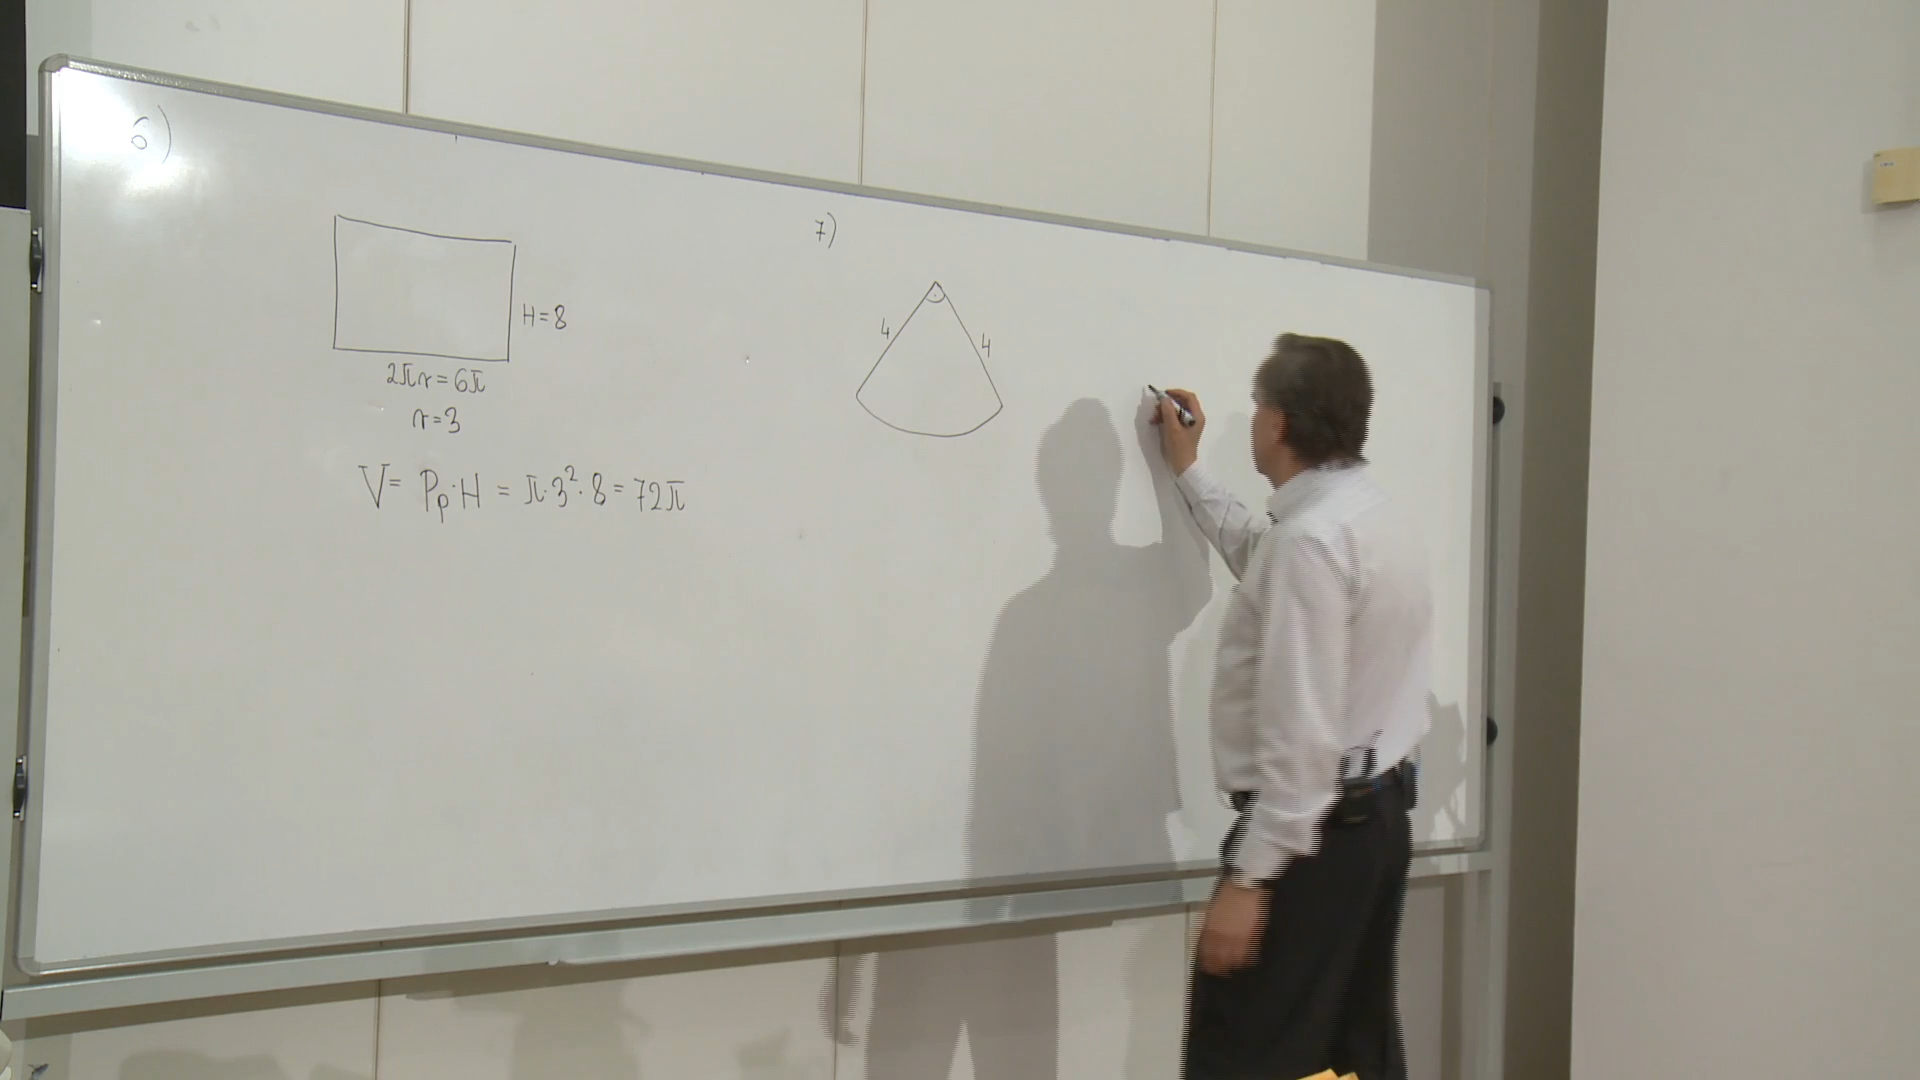 6)
H=8
2πr=6π
r=3
V= Pp·H = π·3²·8=72π
7)
4
4